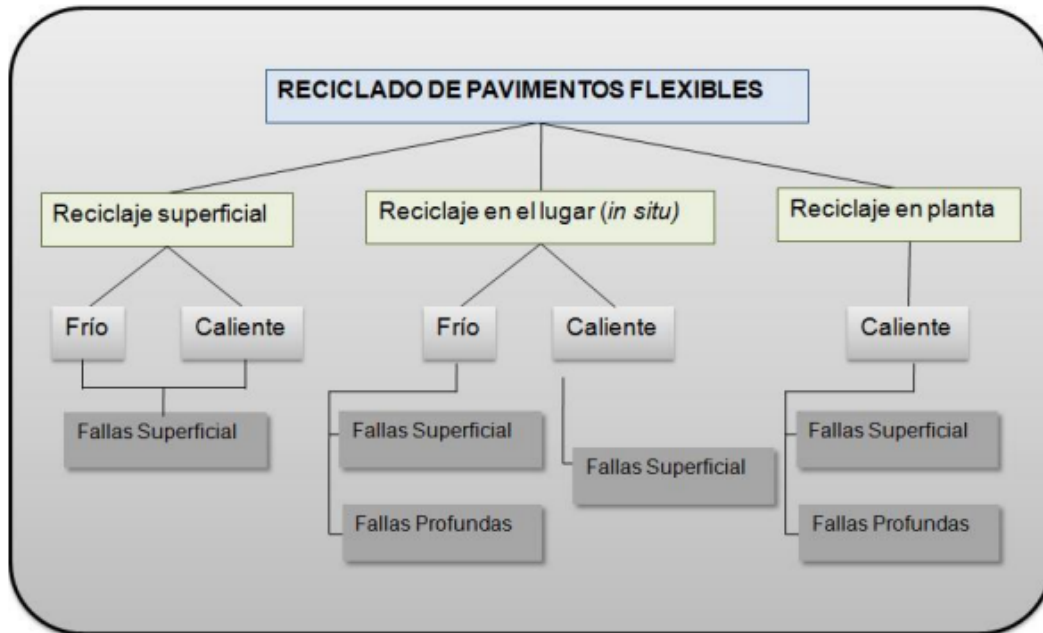 RECICLADO DE PAVIMENTOS FLEXIBLES
Reciclaje superficial
Reciclaje en el lugar (in situ)
Reciclaje en planta
Frío
Caliente
Frío
Caliente
Caliente
Fallas Superficial
Fallas Superficial
Fallas Superficial
Fallas Superficial
Fallas Profundas
Fallas Profundas